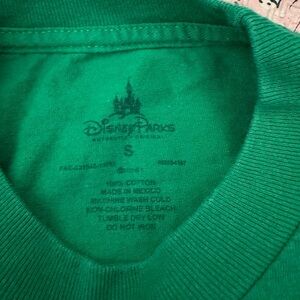 Disney Parks
AUTHENTIC ORIGINAL
S
100% COTTON
MADE IN MEXICO
MACHINE WASH COLD
NON-CHLORINE BLEACH
TUMBLE DRY LOW
DO NOT IRON